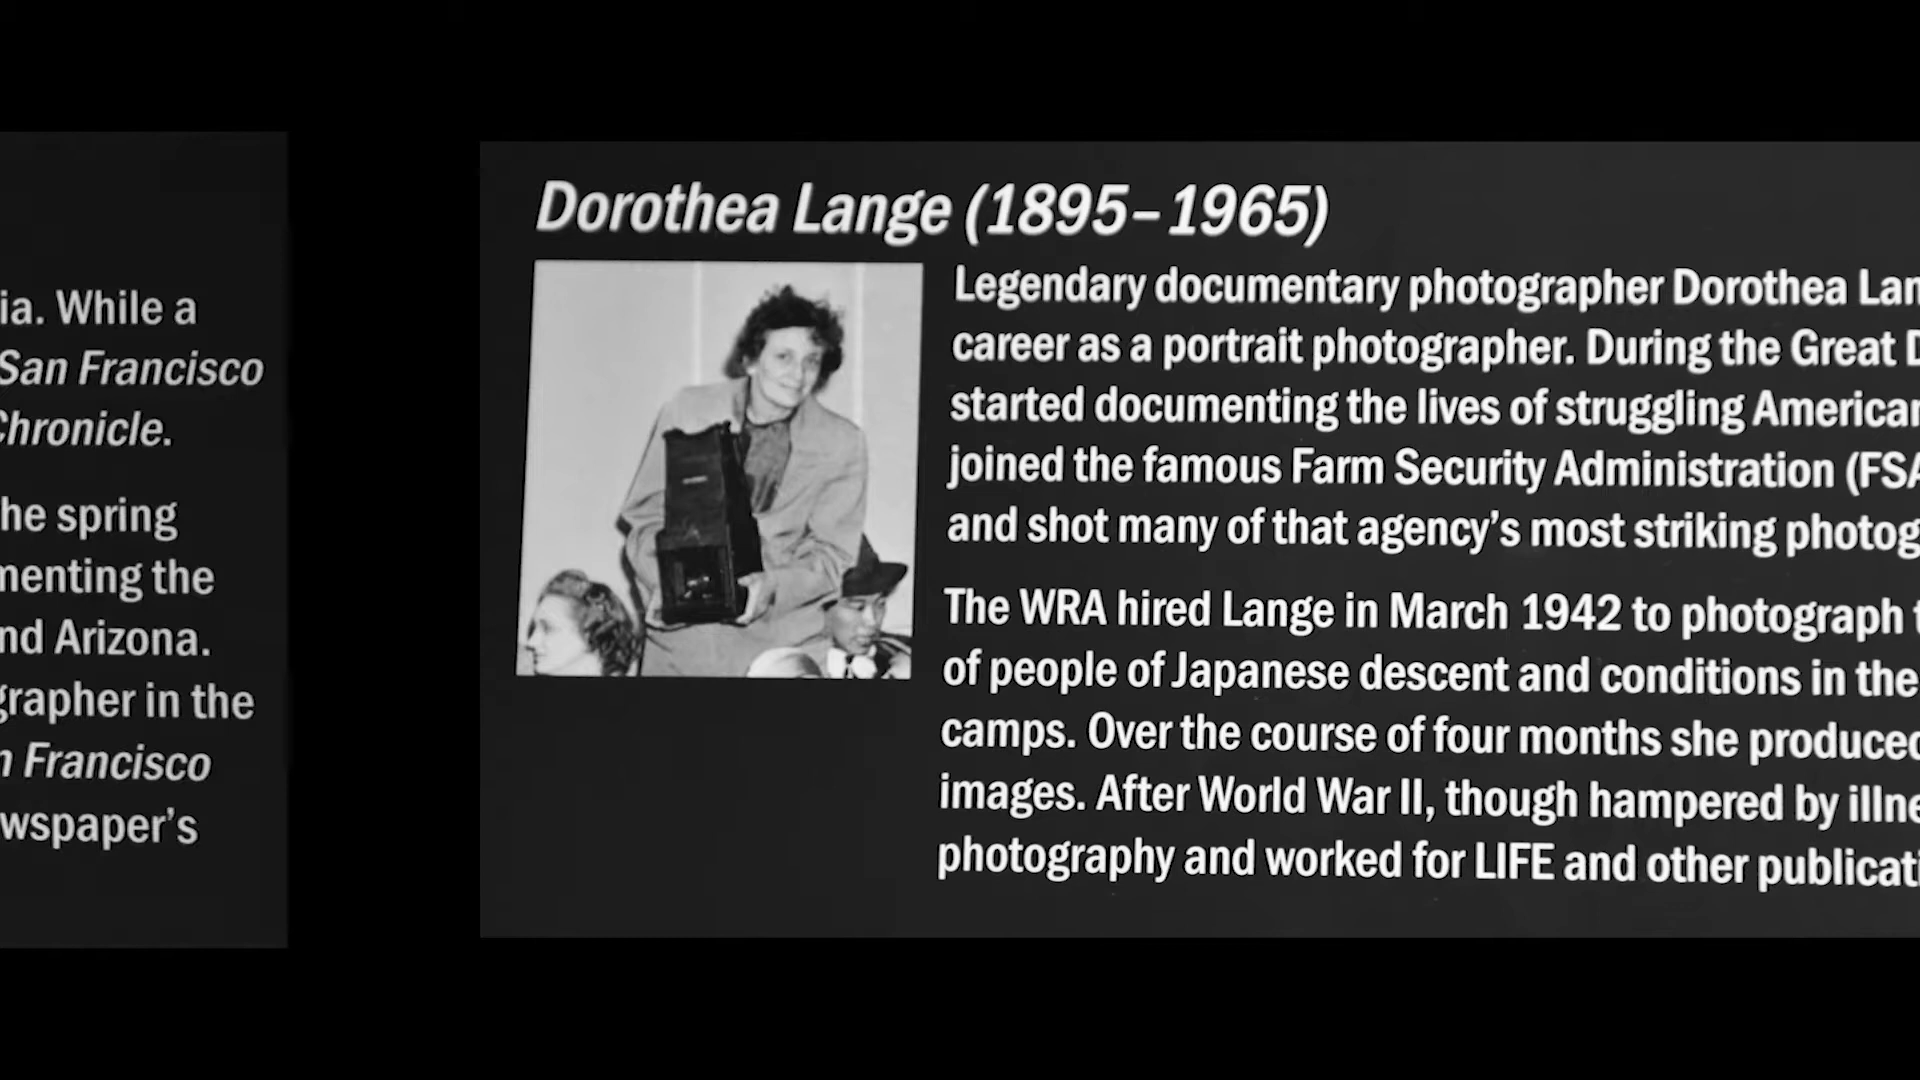 ia. While a
San Francisco
Chronicle.
he spring
menting the
nd Arizona.
grapher in the
n Francisco
wspaper's
Dorothea Lange (1895–1965)
Legendary documentary photographer Dorothea Lan
career as a portrait photographer. During the Great D
started documenting the lives of struggling American
joined the famous Farm Security Administration (FSA
and shot many of that agency's most striking photog
The WRA hired Lange in March 1942 to photograph t
of people of Japanese descent and conditions in the
camps. Over the course of four months she produced
images. After World War II, though hampered by illne
photography and worked for LIFE and other publicati